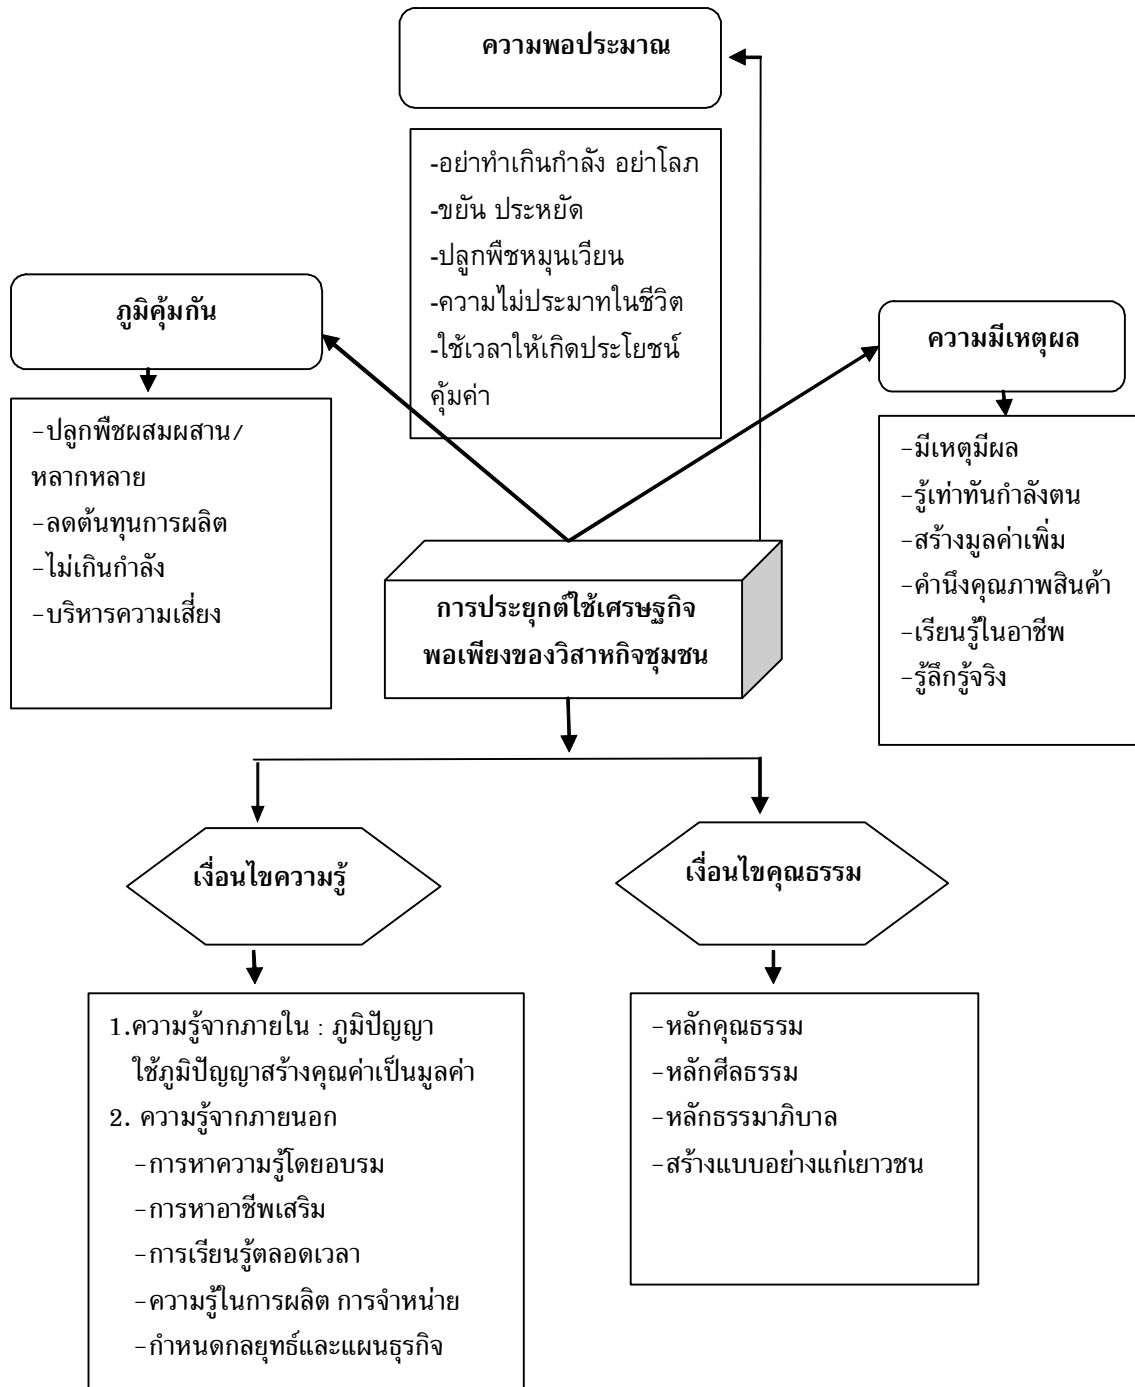 ความพอประมาณ
-อย่าทำเกินกำลัง อย่าโลภ
-ขยัน ประหยัด
-ปลูกพืชหมุนเวียน
-ความไม่ประมาทในชีวิต
-ใช้เวลาให้เกิดประโยชน์
คุ้มค่า
ภูมิคุ้มกัน
-ปลูกพืชผสมผสาน/
หลากหลาย
-ลดต้นทุนการผลิต
-ไม่เกินกำลัง
-บริหารความเสี่ยง
ความมีเหตุผล
-มีเหตุมีผล
-รู้เท่าทันกำลังตน
-สร้างมูลค่าเพิ่ม
-คำนึงคุณภาพสินค้า
-เรียนรู้ในอาชีพ
-รู้ลึกรู้จริง
การประยุกต์ใช้เศรษฐกิจ
พอเพียงของวิสาหกิจชุมชน
เงื่อนไขความรู้
1.ความรู้จากภายใน : ภูมิปัญญา
ใช้ภูมิปัญญาสร้างคุณค่าเป็นมูลค่า
2. ความรู้จากภายนอก
-การหาความรู้โดยอบรม
-การหาอาชีพเสริม
-การเรียนรู้ตลอดเวลา
-ความรู้ในการผลิต การจำหน่าย
-กำหนดกลยุทธ์และแผนธุรกิจ
เงื่อนไขคุณธรรม
-หลักคุณธรรม
-หลักศีลธรรม
-หลักธรรมาภิบาล
-สร้างแบบอย่างแก่เยาวชน